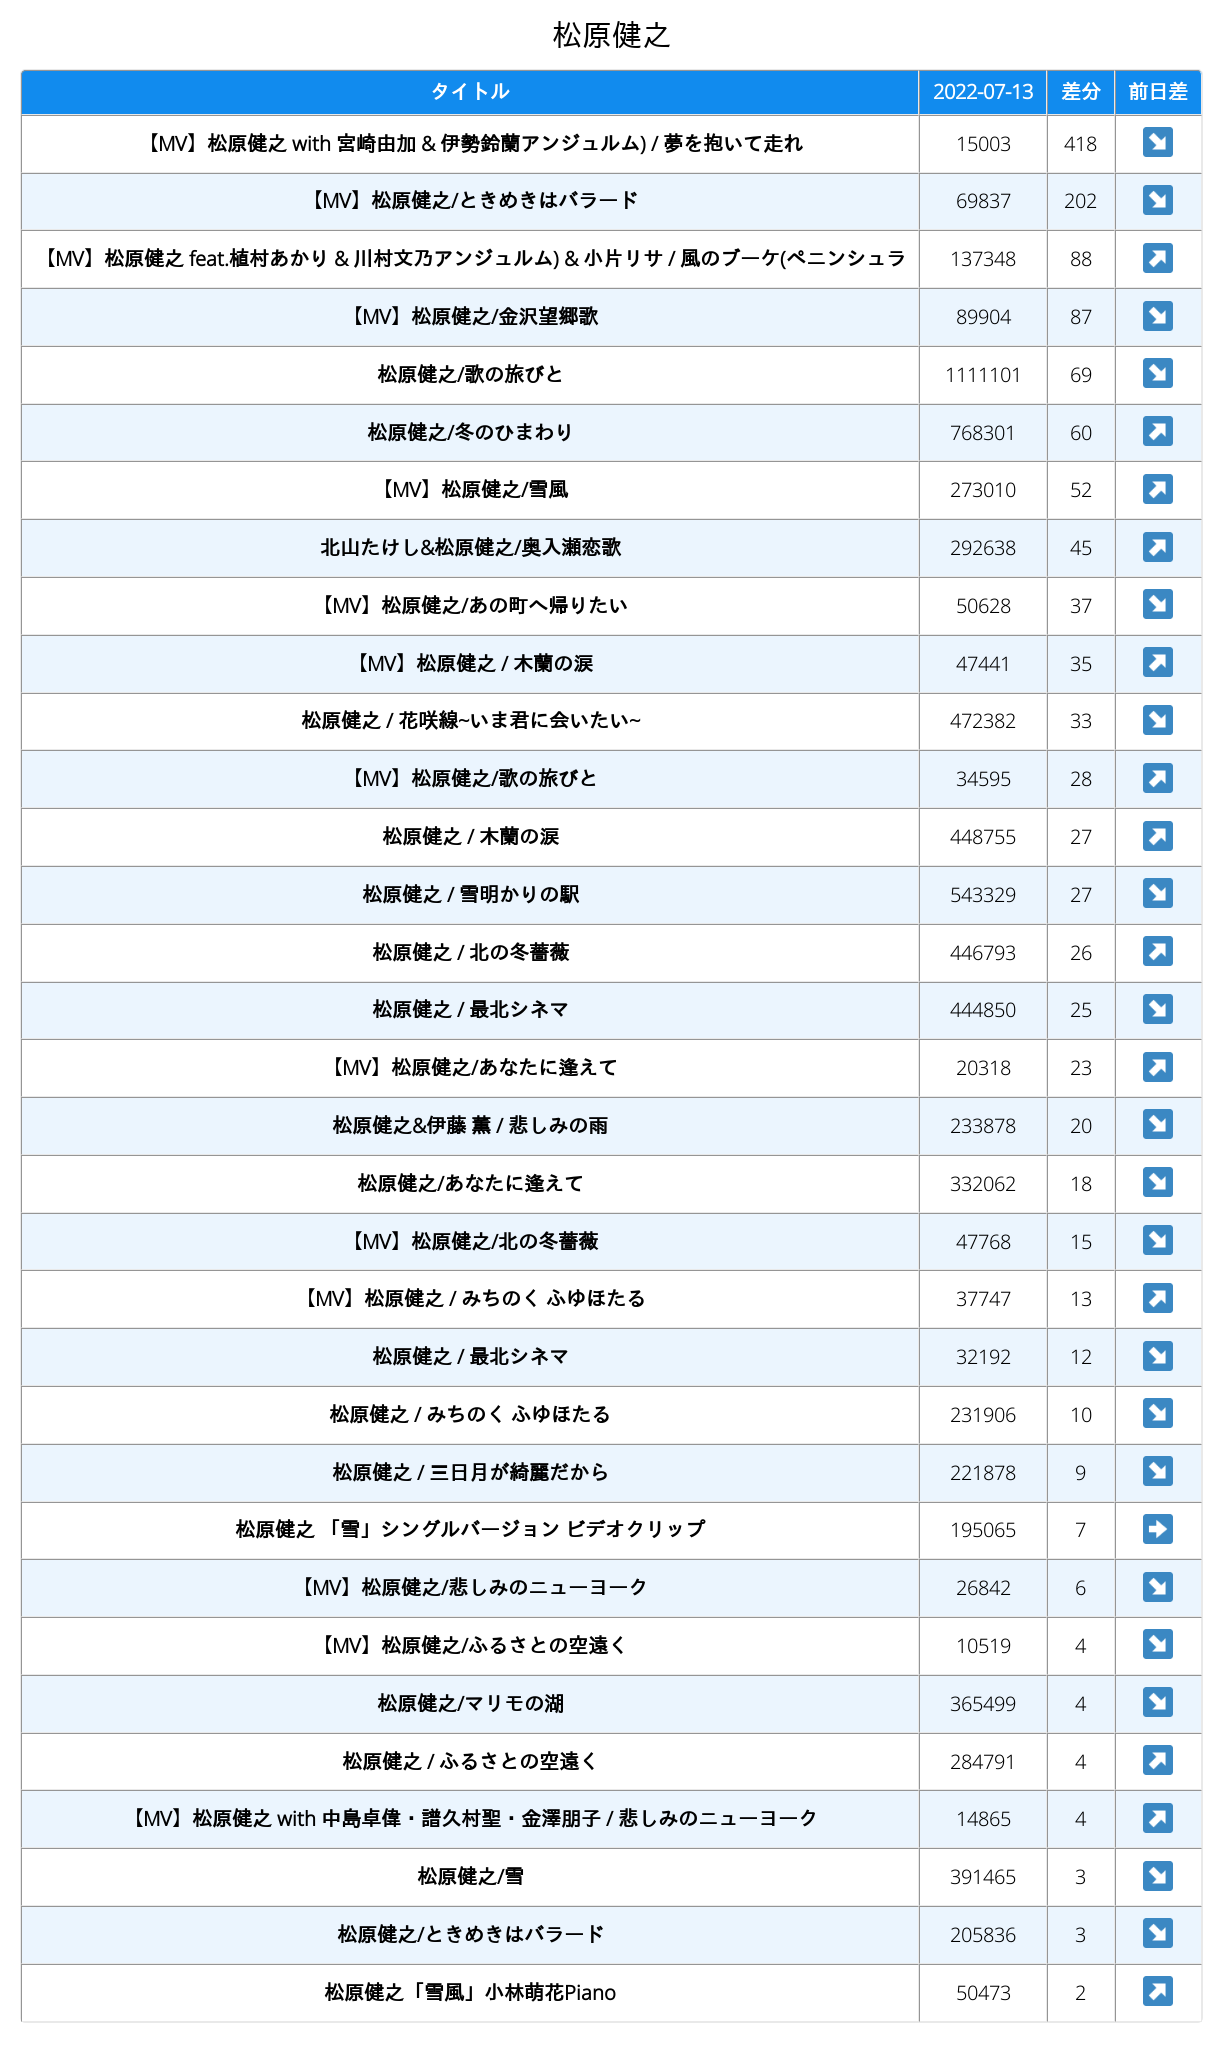 松原健之
タイトル 2022-07-13 差分 前日差
【MV】松原健之 with 宮崎由加 & 伊勢鈴蘭アンジュルム) / 夢を抱いて走れ 15003 418
【MV】松原健之/ときめきはバラード 69837 202
【MV】松原健之 feat.植村あかり & 川村文乃アンジュルム) & 小片リサ / 風のブーケ(ペニンシュラ 137348 88
【MV】松原健之/金沢望郷歌 89904 87
松原健之/歌の旅びと 1111101 69
松原健之/冬のひまわり 768301 60
【MV】松原健之/雪風 273010 52
北山たけし&松原健之/奥入瀬恋歌 292638 45
【MV】松原健之/あの町へ帰りたい 50628 37
【MV】松原健之 / 木蘭の涙 47441 35
松原健之 / 花咲線~いま君に会いたい~ 472382 33
【MV】松原健之/歌の旅びと 34595 28
松原健之 / 木蘭の涙 448755 27
松原健之 / 雪明かりの駅 543329 27
松原健之 / 北の冬薔薇 446793 26
松原健之 / 最北シネマ 444850 25
【MV】松原健之/あなたに逢えて 20318 23
松原健之&伊藤 薫 / 悲しみの雨 233878 20
松原健之/あなたに逢えて 332062 18
【MV】松原健之/北の冬薔薇 47768 15
【MV】松原健之 / みちのく ふゆほたる 37747 13
松原健之 / 最北シネマ 32192 12
松原健之 / みちのく ふゆほたる 231906 10
松原健之 / 三日月が綺麗だから 221878 9
松原健之 「雪」シングルバージョン ビデオクリップ 195065 7
【MV】松原健之/悲しみのニューヨーク 26842 6
【MV】松原健之/ふるさとの空遠く 10519 4
松原健之/マリモの湖 365499 4
松原健之 / ふるさとの空遠く 284791 4
【MV】松原健之 with 中島卓偉・譜久村聖・金澤朋子 / 悲しみのニューヨーク 14865 4
松原健之/雪 391465 3
松原健之/ときめきはバラード 205836 3
松原健之「雪風」小林萌花Piano 50473 2